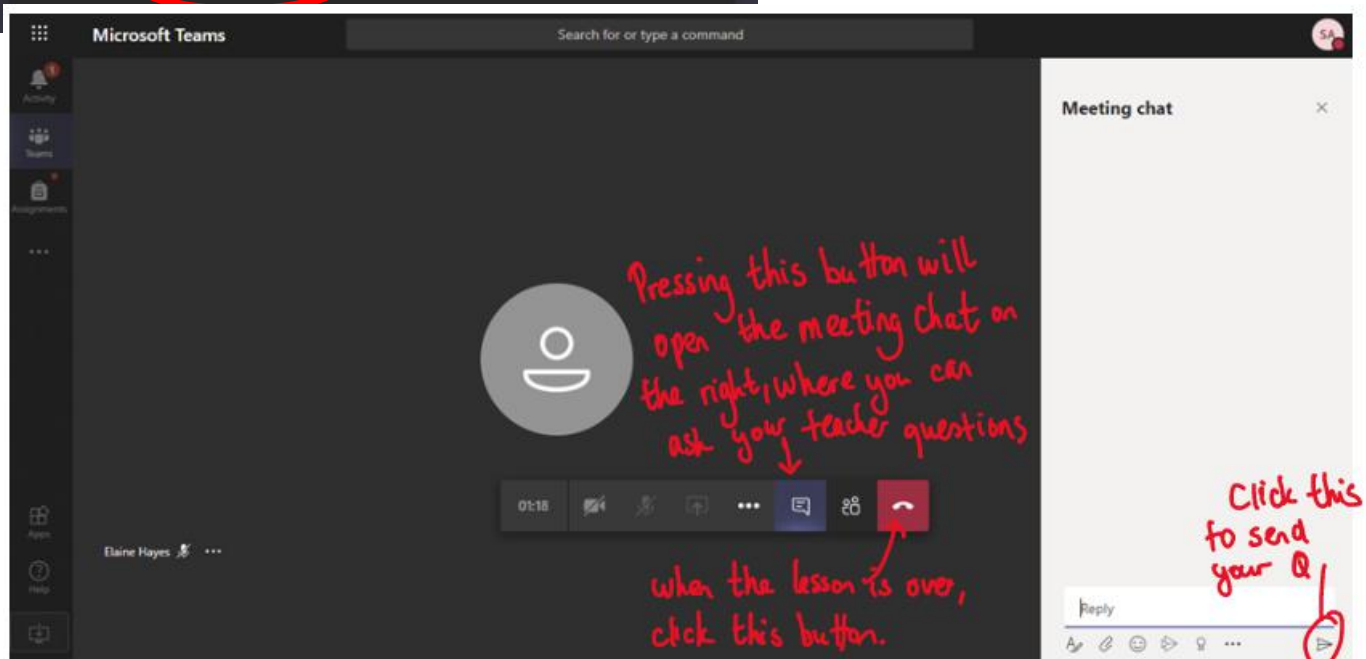 Microsoft Teams
Search for or type a command
SA
1
Activity
Teams
Assignments
Meeting chat
Pressing this button will
open the meeting chat on
the right, where you can
ask your teacher questions
01:18
Elaine Hayes
when the lesson is over,
click this button.
Apps
Help
Click this
to send
your Q
Reply